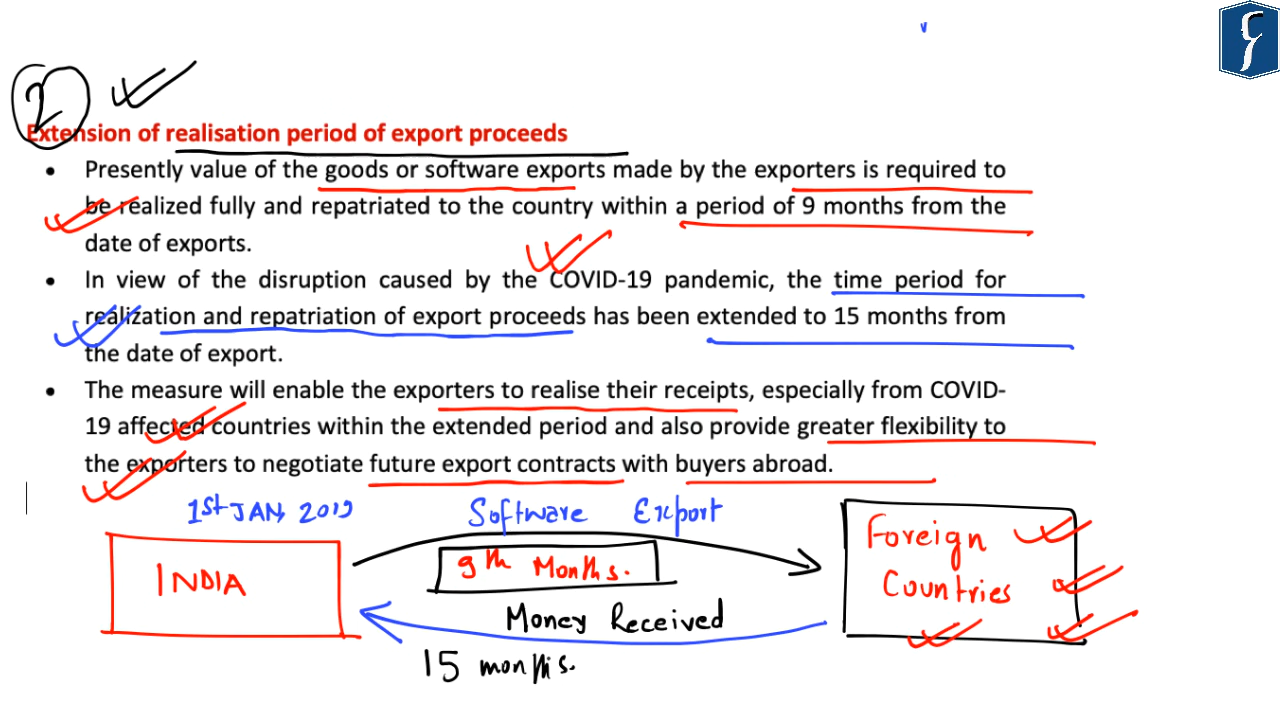 2
Extension of realisation period of export proceeds
• Presently value of the goods or software exports made by the exporters is required to
be realized fully and repatriated to the country within a period of 9 months from the
date of exports.
• In view of the disruption caused by the COVID-19 pandemic, the time period for
realization and repatriation of export proceeds has been extended to 15 months from
the date of export.
• The measure will enable the exporters to realise their receipts, especially from COVID-
19 affected countries within the extended period and also provide greater flexibility to
the exporters to negotiate future export contracts with buyers abroad.
1st JAN 2019
Software Export
INDIA
9th Months.
Foreign
Countries
Money Received
15 months.